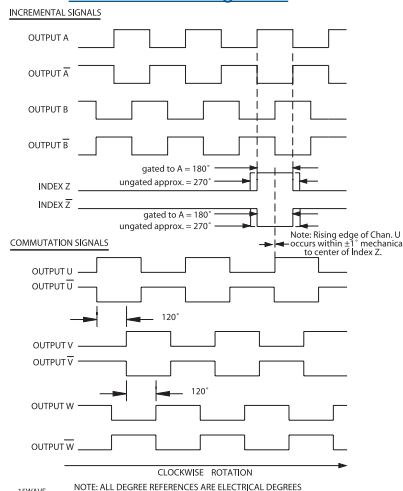 INCREMENTAL SIGNALS
OUTPUT A
OUTPUT A̅
OUTPUT B
OUTPUT B̅
gated to A = 180°
ungated approx. = 270°
INDEX Z
INDEX Z̅
gated to A = 180°
ungated approx. = 270°
Note: Rising edge of Chan. U
occurs within ±1° mechanica
to center of Index Z.
COMMUTATION SIGNALS
OUTPUT U
OUTPUT U̅
120°
OUTPUT V
OUTPUT V̅
120°
OUTPUT W
OUTPUT W̅
CLOCKWISE ROTATION
NOTE: ALL DEGREE REFERENCES ARE ELECTRICAL DEGREES